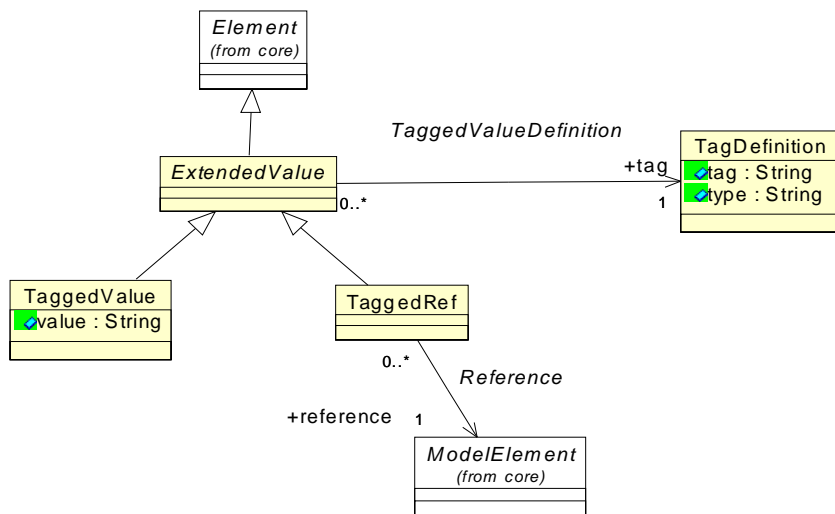 Element
(from core)
TaggedValueDefinition
ExtendedValue
0..*
+tag
1
TagDefinition
tag : String
type : String
TaggedValue
value : String
TaggedRef
0..*
Reference
+reference
1
ModelElement
(from core)